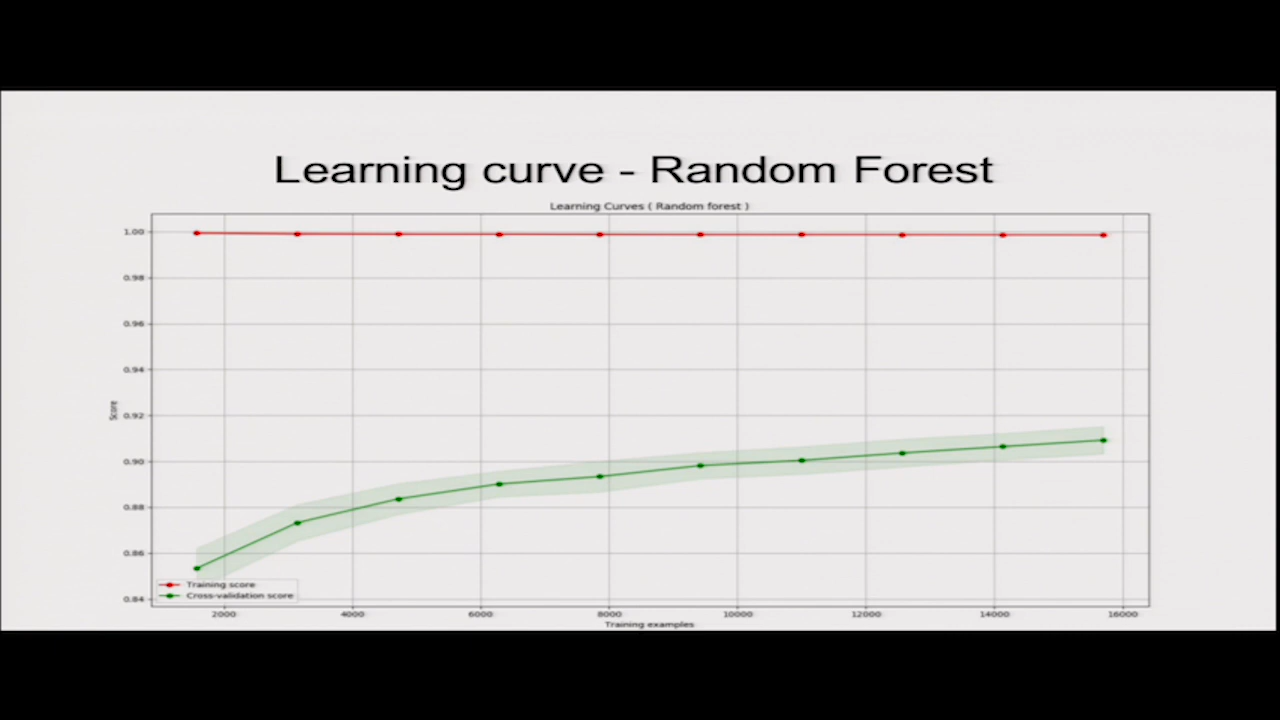 Learning curve - Random Forest
Learning Curves ( Random forest )
1.00
0.98
0.96
0.94
0.92
0.90
0.88
0.86
0.84
Score
Training score
Cross-validation score
2000 4000 6000 8000 10000 12000 14000 16000
Training examples